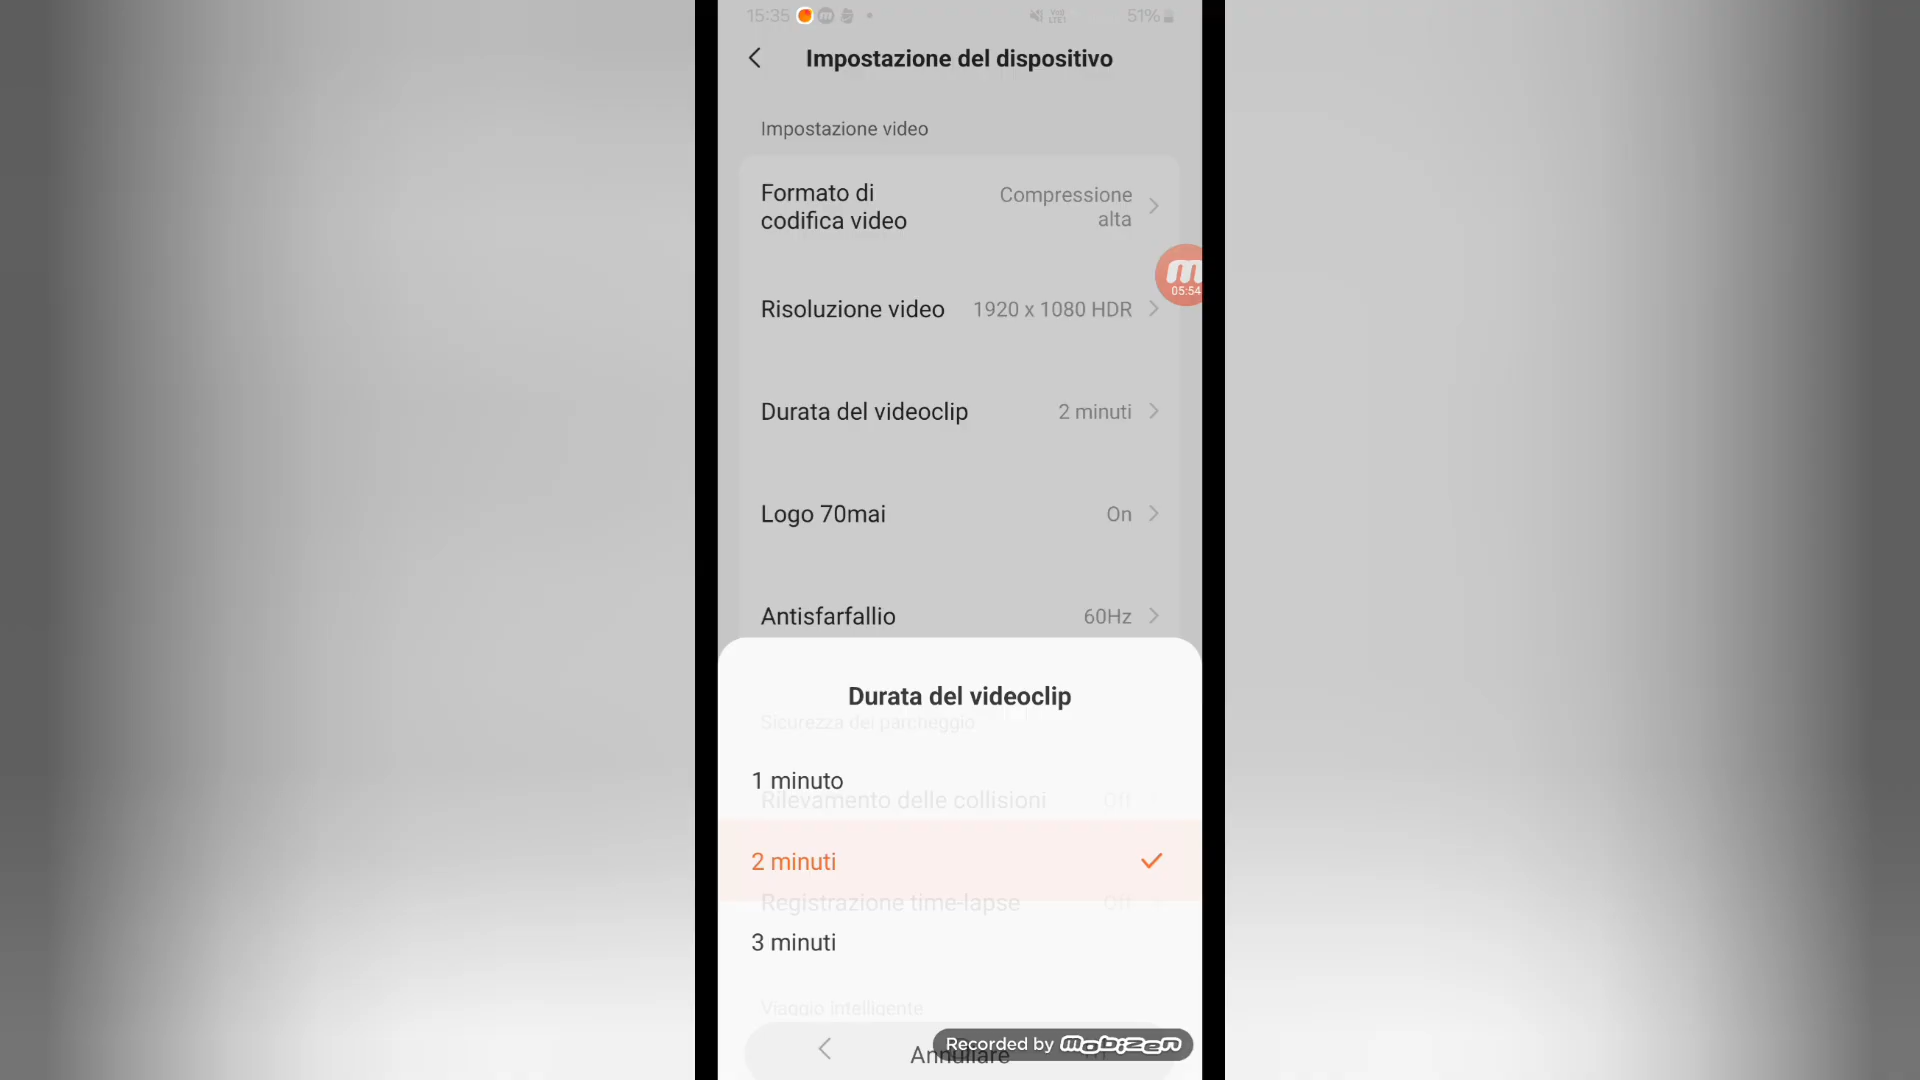 15:35
51%
Impostazione del dispositivo
Impostazione video
Formato di
codifica video
Compressione
alta
05:54
Risoluzione video 1920 x 1080 HDR
Durata del videoclip 2 minuti
Logo 70mai On
Antisfarfallio 60Hz
Durata del videoclip
Sicurezza del parcheggio
1 minuto
Rilevamento delle collisioni Off
2 minuti
Registrazione time-lapse Off
3 minuti
Viaggio intelligente
Annullare
Recorded by mobizen